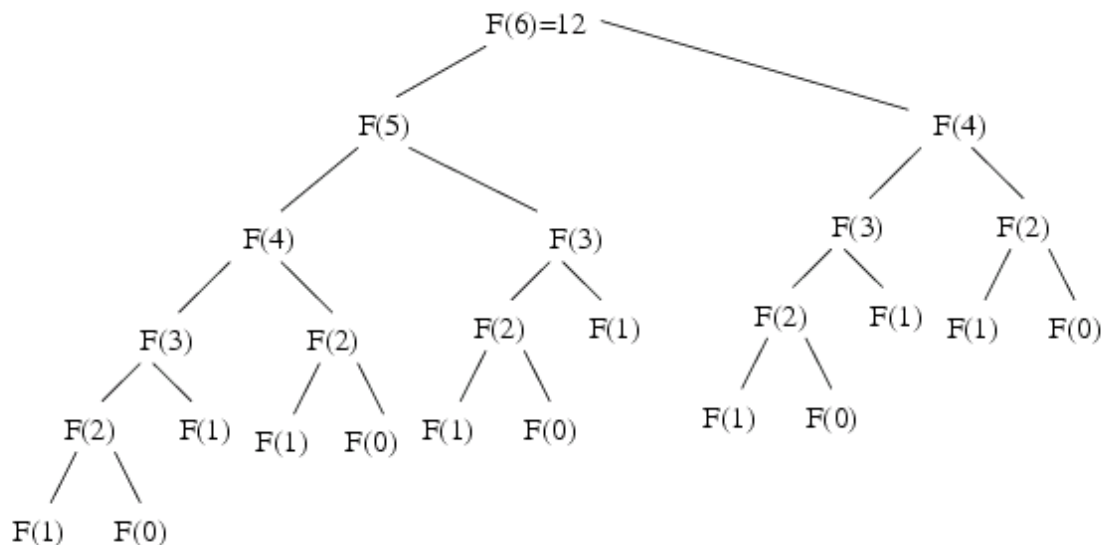 F(6)=12
F(5) F(4)
F(4) F(3) F(3) F(2)
F(3) F(2) F(2) F(1) F(2) F(1) F(1) F(0)
F(2) F(1) F(1) F(0) F(1) F(0) F(1) F(0)
F(1) F(0)